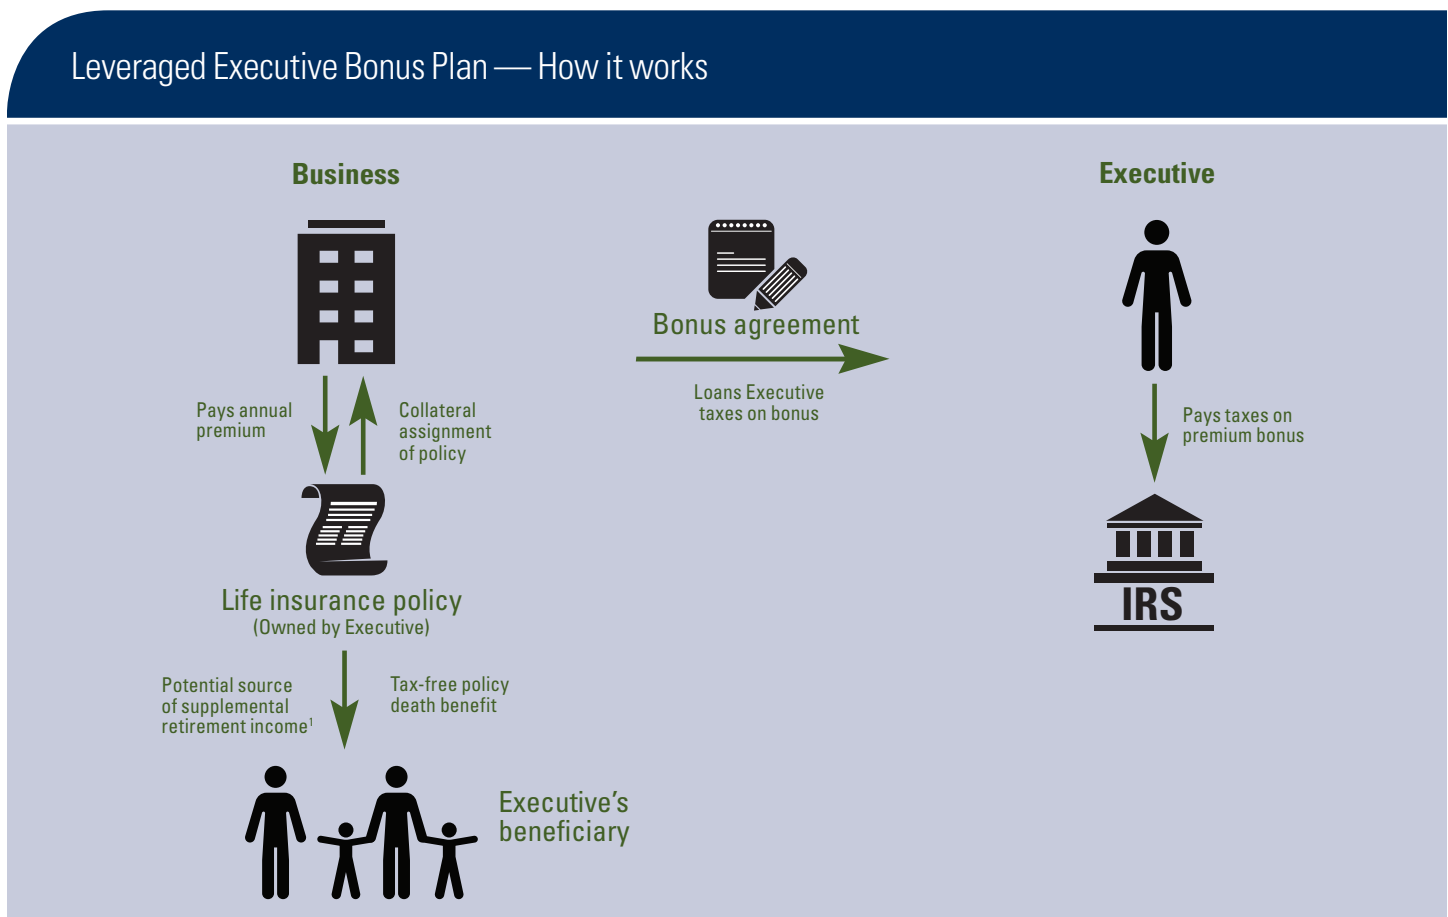 Leveraged Executive Bonus Plan — How it works
Business
Executive
Bonus agreement
Loans Executive
taxes on bonus
Pays annual
premium
Collateral
assignment
of policy
Pays taxes on
premium bonus
IRS
Life insurance policy
(Owned by Executive)
Potential source
of supplemental
retirement income¹
Tax-free policy
death benefit
Executive’s
beneficiary